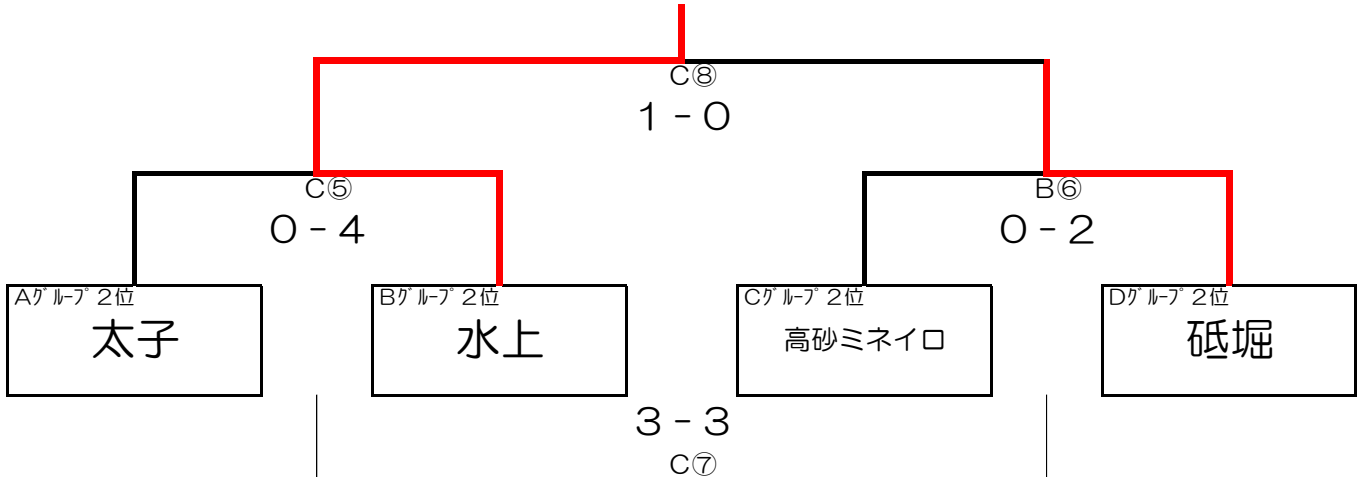 C⑧
1-0
C⑤
B⑥
0-4
0-2
Aグループ2位
Bグループ2位
Cグループ2位
Dグループ2位
太子
水上
高砂ミネイロ
砥堀
3-3
C⑦